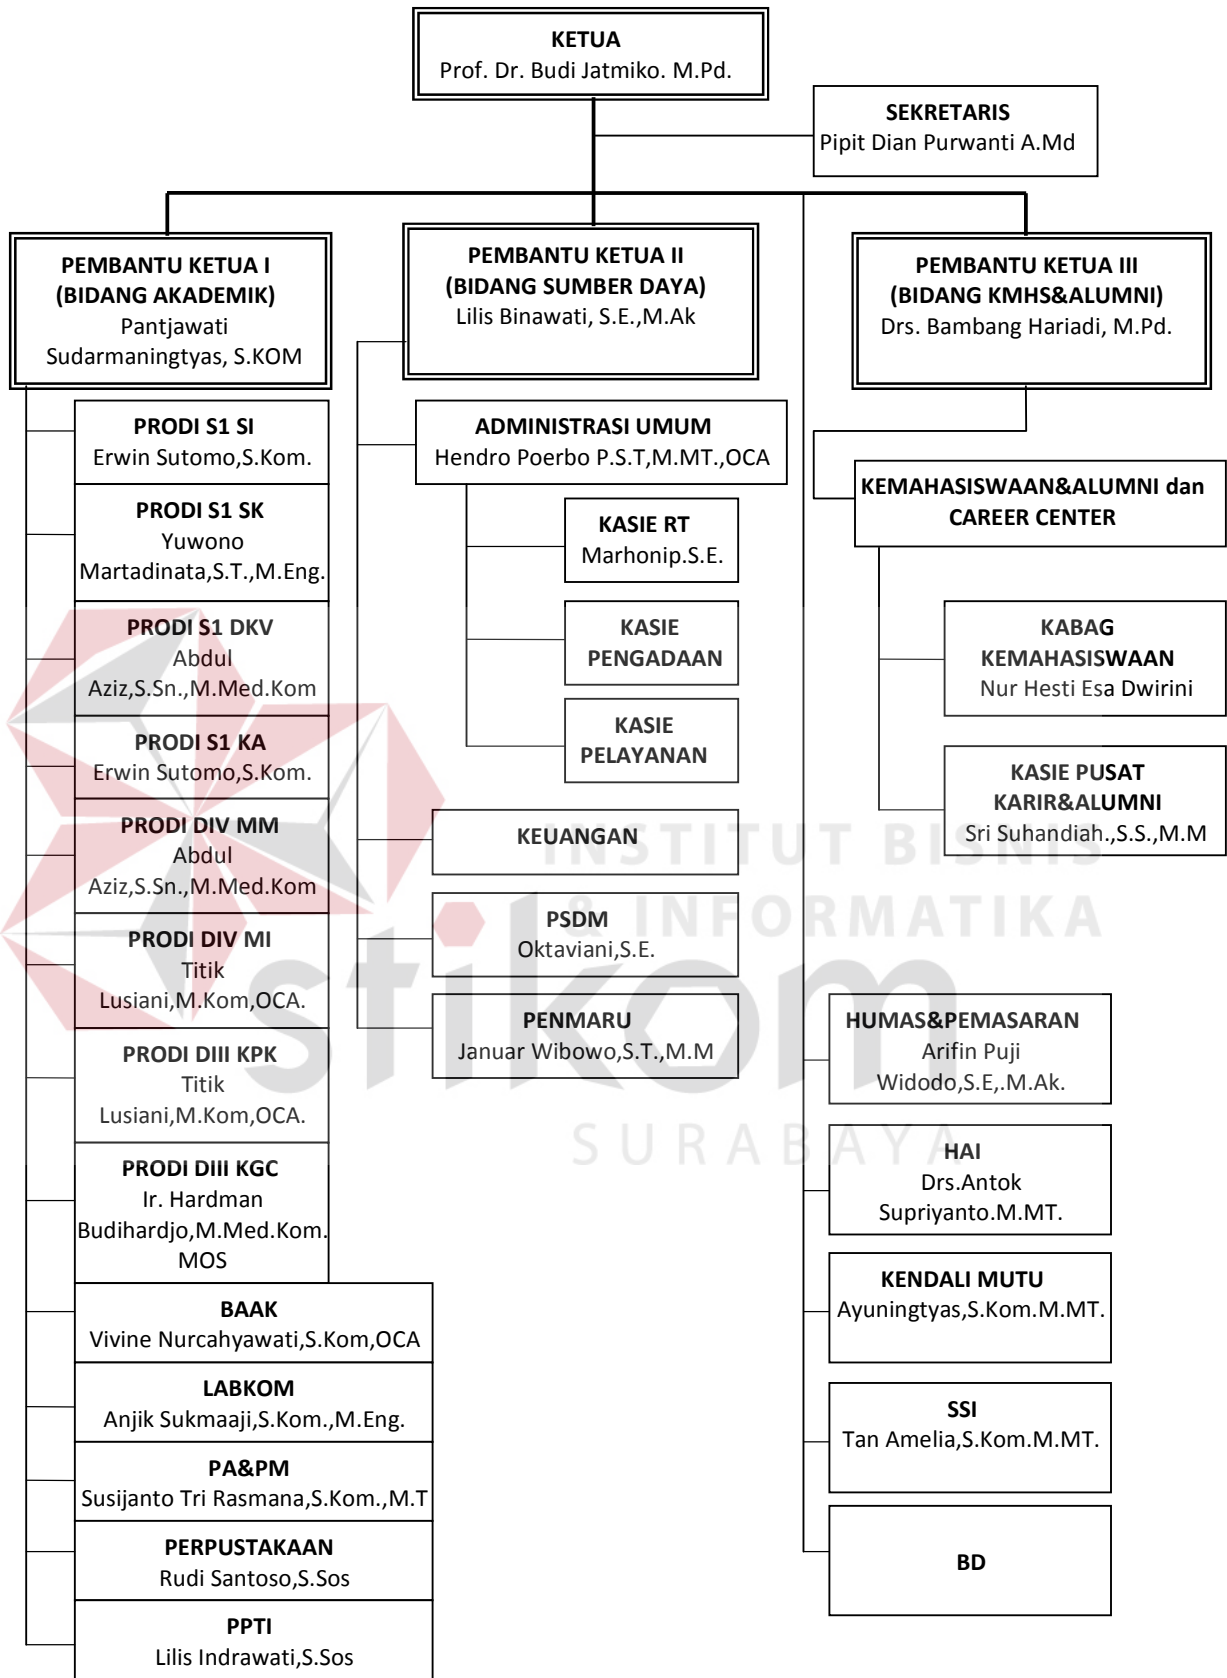 KETUA
Prof. Dr. Budi Jatmiko. M.Pd.
SEKRETARIS
Pipit Dian Purwanti A.Md
PEMBANTU KETUA I
(BIDANG AKADEMIK)
Pantjawati
Sudarmaningtyas, S.KOM
PEMBANTU KETUA II
(BIDANG SUMBER DAYA)
Lilis Binawati, S.E.,M.Ak
PEMBANTU KETUA III
(BIDANG KMHS&ALUMNI)
Drs. Bambang Hariadi, M.Pd.
PRODI S1 SI
Erwin Sutomo,S.Kom.
PRODI S1 SK
Yuwono
Martadinata,S.T.,M.Eng.
PRODI S1 DKV
Abdul
Aziz,S.Sn.,M.Med.Kom
PRODI S1 KA
Erwin Sutomo,S.Kom.
PRODI DIV MM
Abdul
Aziz,S.Sn.,M.Med.Kom
PRODI DIV MI
Titik
Lusiani,M.Kom,OCA.
PRODI DIII KPK
Titik
Lusiani,M.Kom,OCA.
PRODI DIII KGC
Ir. Hardman
Budihardjo,M.Med.Kom.
MOS
BAAK
Vivine Nurcahyawati,S.Kom,OCA
LABKOM
Anjik Sukmaaji,S.Kom.,M.Eng.
PA&PM
Susijanto Tri Rasmana,S.Kom.,M.T
PERPUSTAKAAN
Rudi Santoso,S.Sos
PPTI
Lilis Indrawati,S.Sos
ADMINISTRASI UMUM
Hendro Poerbo P.S.T,M.MT.,OCA
KASIE RT
Marhonip.S.E.
KASIE
PENGADAAN
KASIE
PELAYANAN
KEUANGAN
PSDM
Oktaviani,S.E.
PENMARU
Januar Wibowo,S.T.,M.M
KEMAHASISWAAN&ALUMNI dan
CAREER CENTER
KABAG
KEMAHASISWAAN
Nur Hesti Esa Dwirini
KASIE PUSAT
KARIR&ALUMNI
Sri Suhandiah.,S.S.,M.M
HUMAS&PEMASARAN
Arifin Puji
Widodo,S.E,.M.Ak.
HAI
Drs.Antok
Supriyanto.M.MT.
KENDALI MUTU
Ayuningtyas,S.Kom.M.MT.
SSI
Tan Amelia,S.Kom.M.MT.
BD
INSTITUT BISNIS
& INFORMATIKA
stikom
SURABAYA